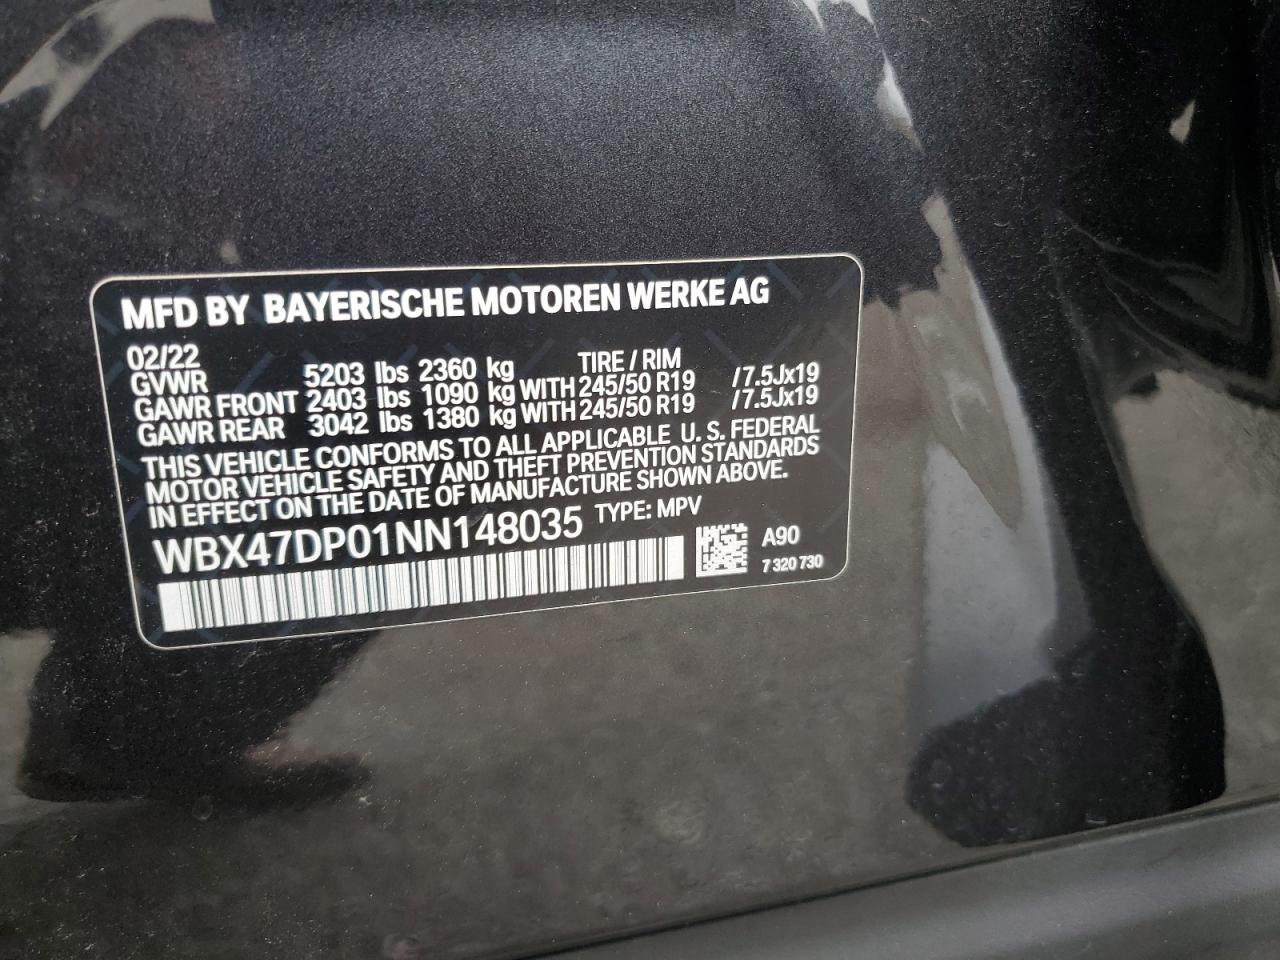 MFD BY BAYERISCHE MOTOREN WERKE AG
02/22 TIRE / RIM
GVWR 5203 lbs 2360 kg
GAWR FRONT 2403 lbs 1090 kg WITH 245/50 R19 /7.5Jx19
GAWR REAR 3042 lbs 1380 kg WITH 245/50 R19 /7.5Jx19
THIS VEHICLE CONFORMS TO ALL APPLICABLE U. S. FEDERAL
MOTOR VEHICLE SAFETY AND THEFT PREVENTION STANDARDS
IN EFFECT ON THE DATE OF MANUFACTURE SHOWN ABOVE.
WBX47DP01NN148035 TYPE: MPV
A90
7 320 730